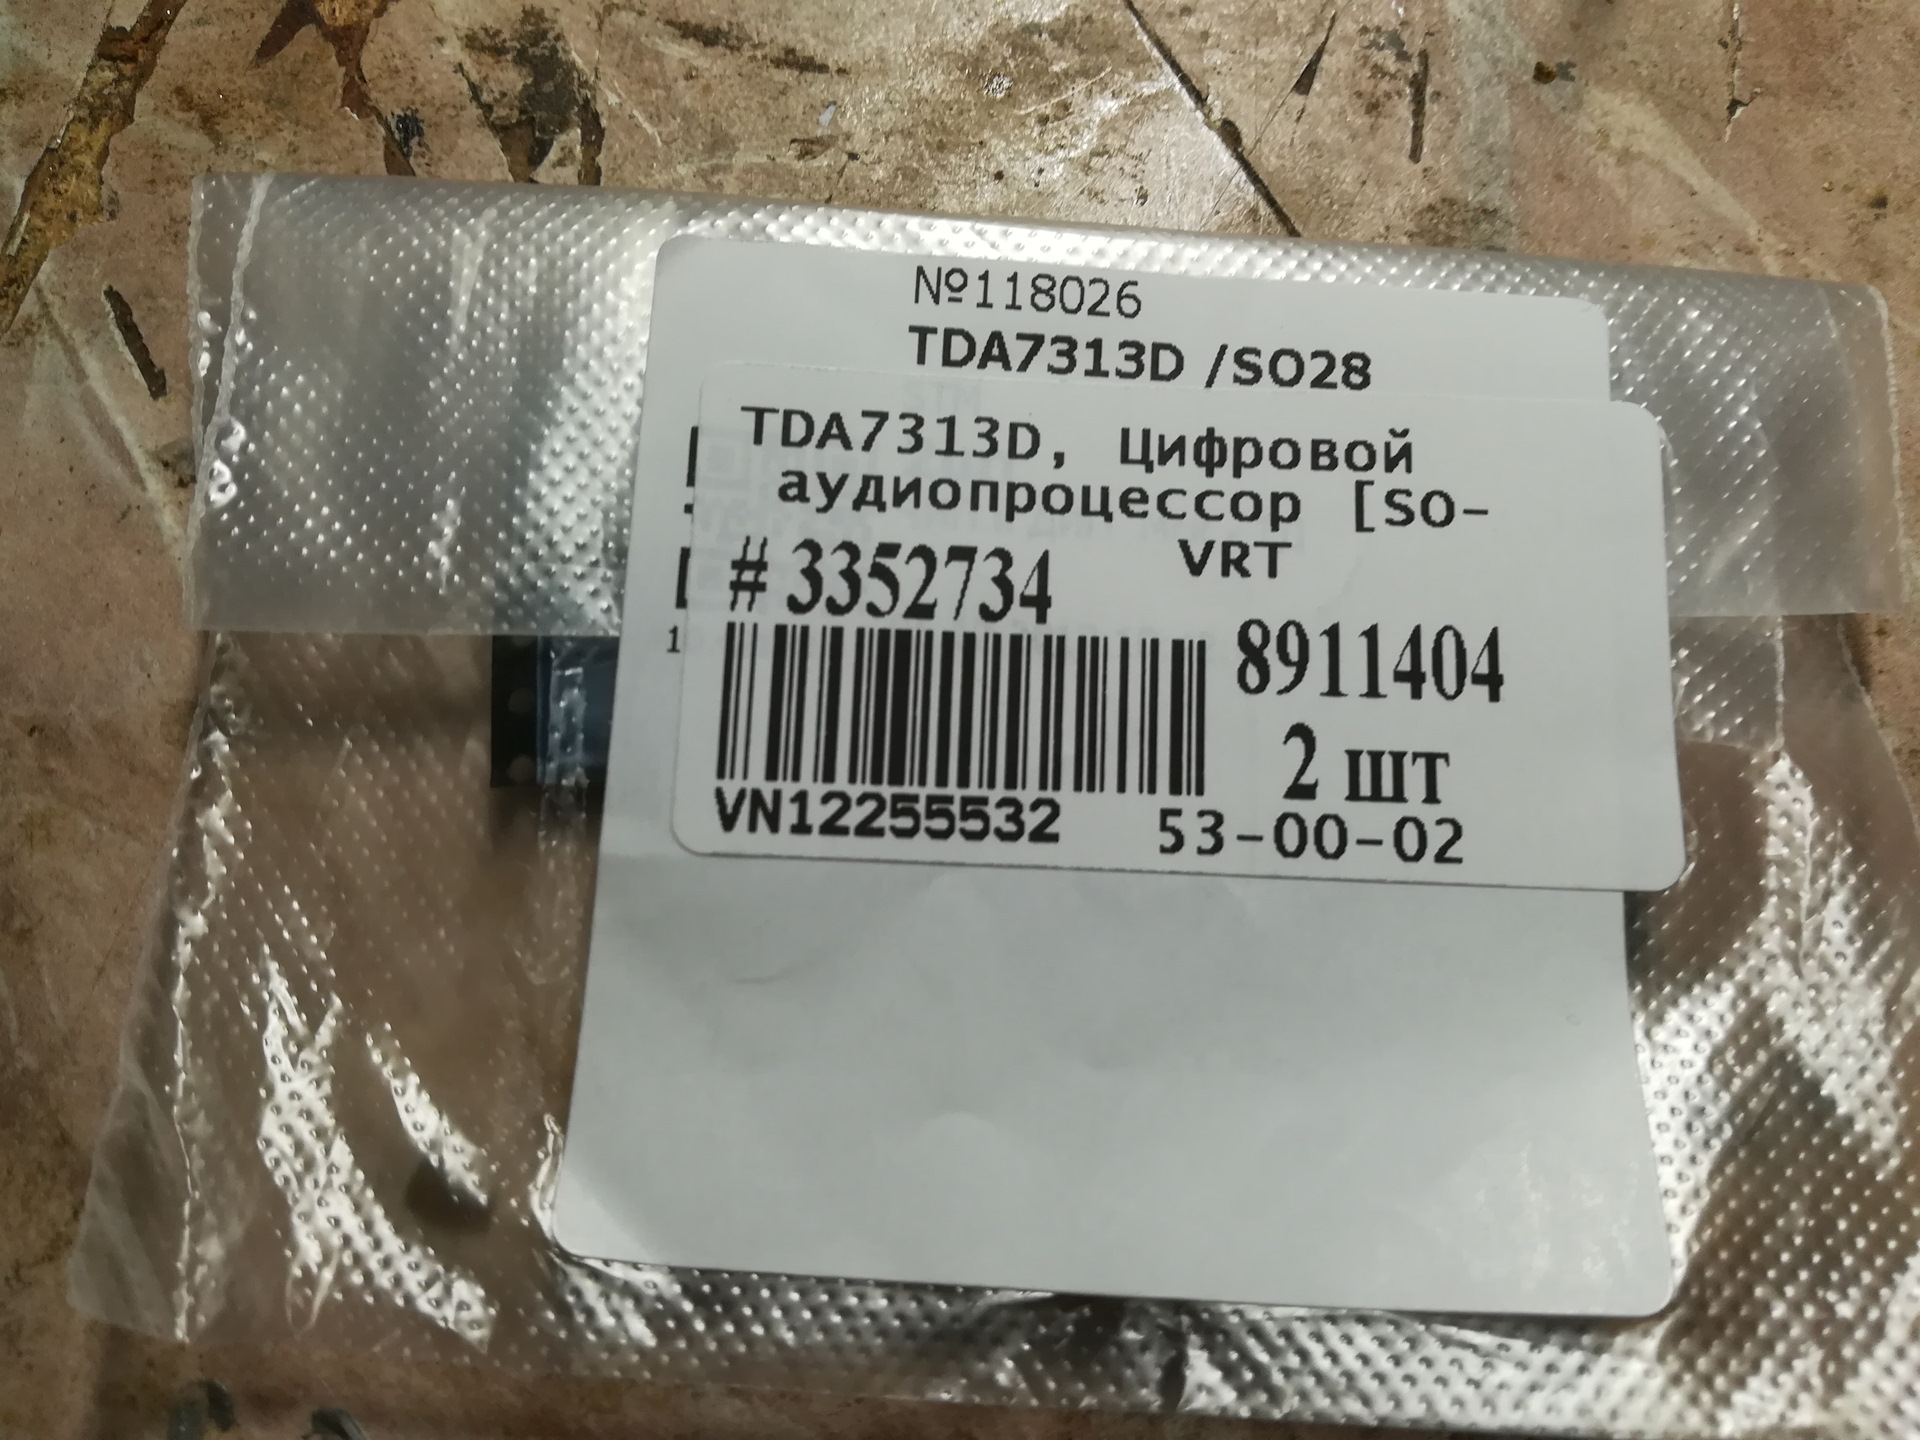 №118026
TDA7313D /SO28
TDA7313D, Цифровой
аудиопроцессор [SO-
# 3352734 VRT
8911404
2 шт
VN12255532 53-00-02